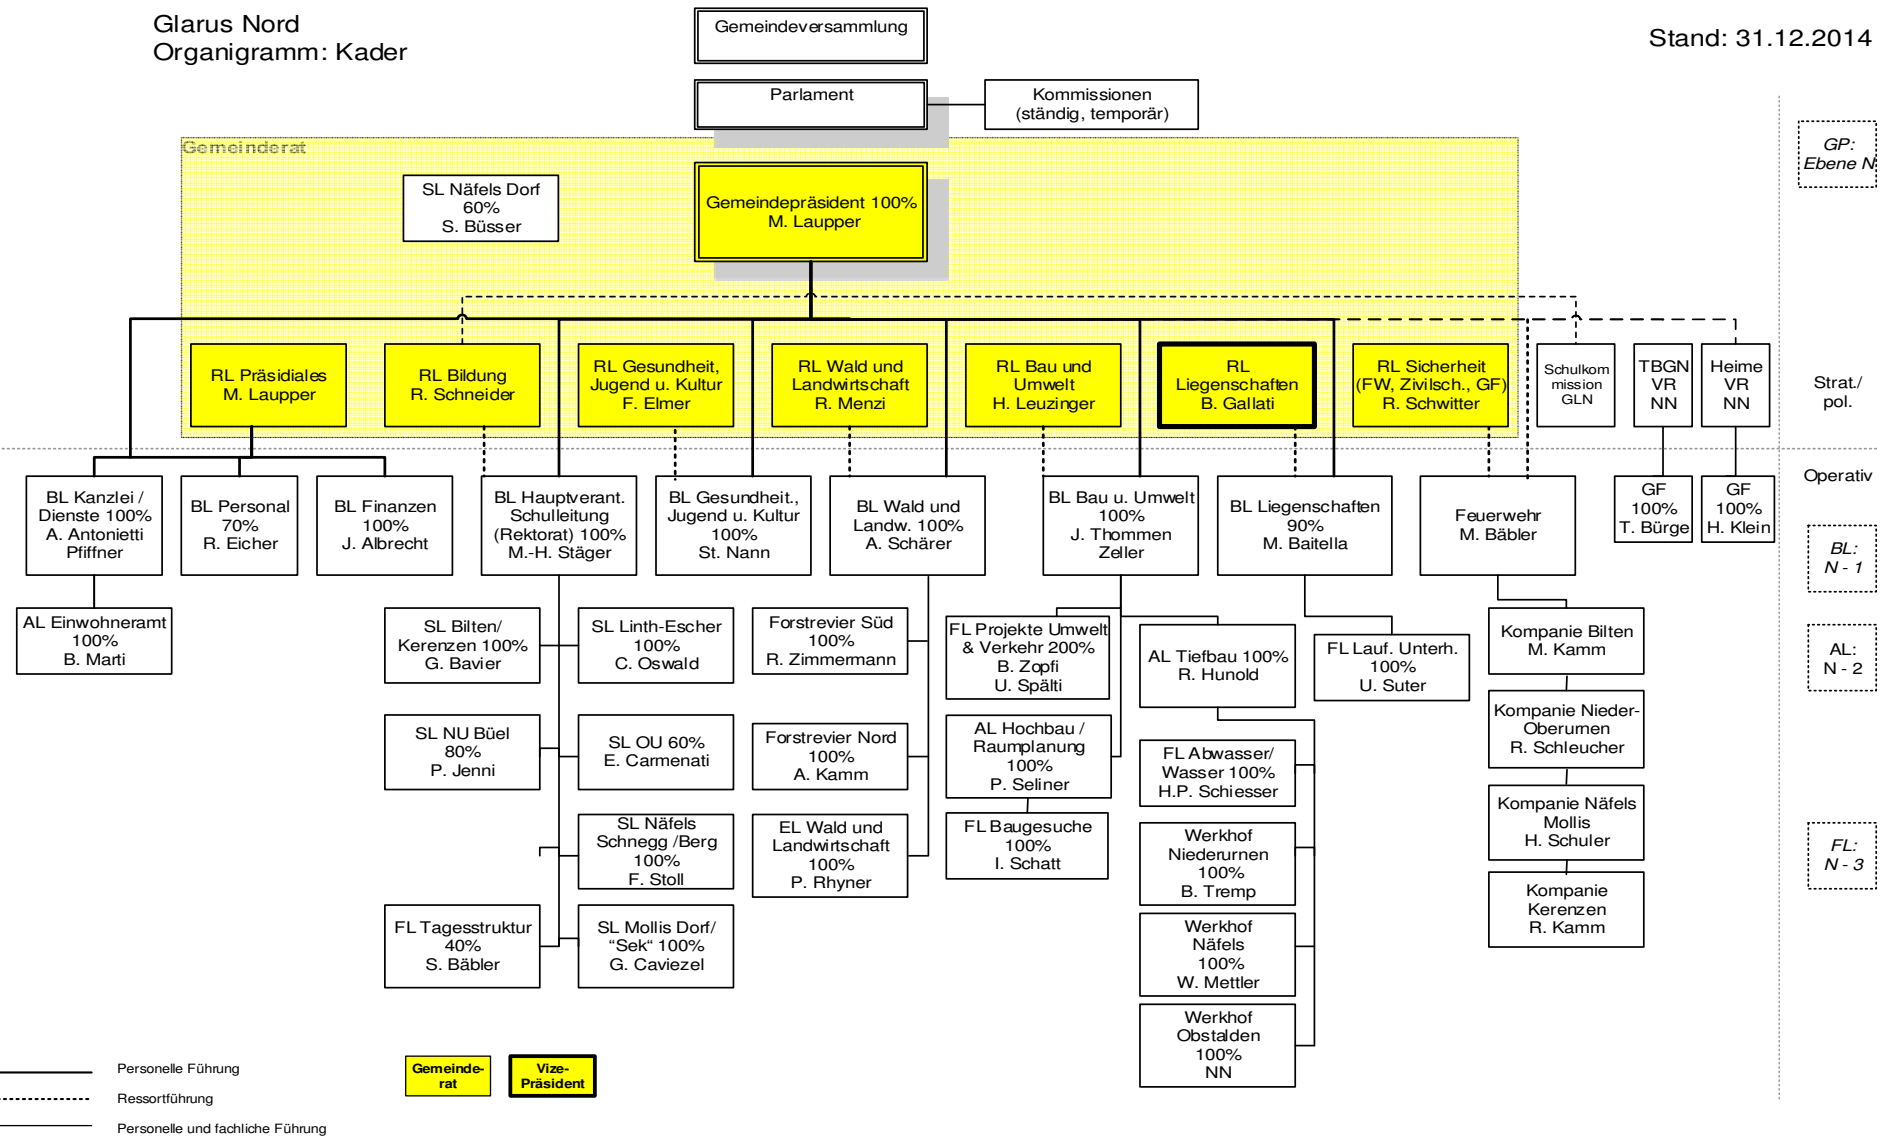 Glarus Nord
Organigramm: Kader
Stand: 31.12.2014
Gemeindeversammlung
Parlament
Kommissionen
(ständig, temporär)
GP:
Ebene N
Gemeinderat
SL Näfels Dorf
60%
S. Büsser
Gemeindepräsident 100%
M. Laupper
RL Präsidiales
M. Laupper
RL Bildung
R. Schneider
RL Gesundheit,
Jugend u. Kultur
F. Elmer
RL Wald und
Landwirtschaft
R. Menzi
RL Bau und
Umwelt
H. Leuzinger
RL
Liegenschaften
B. Gallati
RL Sicherheit
(FW, Zivilsch., GF)
R. Schwitter
Schulkom
mission
GLN
TBGN
VR
NN
Heime
VR
NN
Strat./
pol.
Operativ
BL Kanzlei /
Dienste 100%
A. Antonietti
Pfiffner
BL Personal
70%
R. Eicher
BL Finanzen
100%
J. Albrecht
BL Hauptverant.
Schulleitung
(Rektorat) 100%
M.-H. Stäger
BL Gesundheit.,
Jugend u. Kultur
100%
St. Nann
BL Wald und
Landw. 100%
A. Schärer
BL Bau u. Umwelt
100%
J. Thommen
Zeller
BL Liegenschaften
90%
M. Baitella
Feuerwehr
M. Bäbler
GF
100%
T. Bürge
GF
100%
H. Klein
BL:
N - 1
AL Einwohneramt
100%
B. Marti
SL Bilten/
Kerenzen 100%
G. Bavier
SL Linth-Escher
100%
C. Oswald
Forstrevier Süd
100%
R. Zimmermann
FL Projekte Umwelt
& Verkehr 200%
B. Zopfi
U. Spälti
AL Tiefbau 100%
R. Hunold
FL Lauf. Unterh.
100%
U. Suter
Kompanie Bilten
M. Kamm
AL:
N - 2
SL NU Büel
80%
P. Jenni
SL OU 60%
E. Carmenati
Forstrevier Nord
100%
A. Kamm
AL Hochbau /
Raumplanung
100%
P. Seliner
FL Abwasser/
Wasser 100%
H.P. Schiesser
Kompanie Nieder-
Oberurnen
R. Schleucher
SL Näfels
Schnegg /Berg
100%
F. Stoll
EL Wald und
Landwirtschaft
100%
P. Rhyner
FL Baugesuche
100%
I. Schatt
Werkhof
Niederurnen
100%
B. Tremp
Kompanie Näfels
Mollis
H. Schuler
FL:
N - 3
FL Tagesstruktur
40%
S. Bäbler
SL Mollis Dorf/
“Sek“ 100%
G. Caviezel
Werkhof
Näfels
100%
W. Mettler
Kompanie
Kerenzen
R. Kamm
Werkhof
Obstalden
100%
NN
Personelle Führung
Ressortführung
Personelle und fachliche Führung
Gemeinde-
rat
Vize-
Präsident